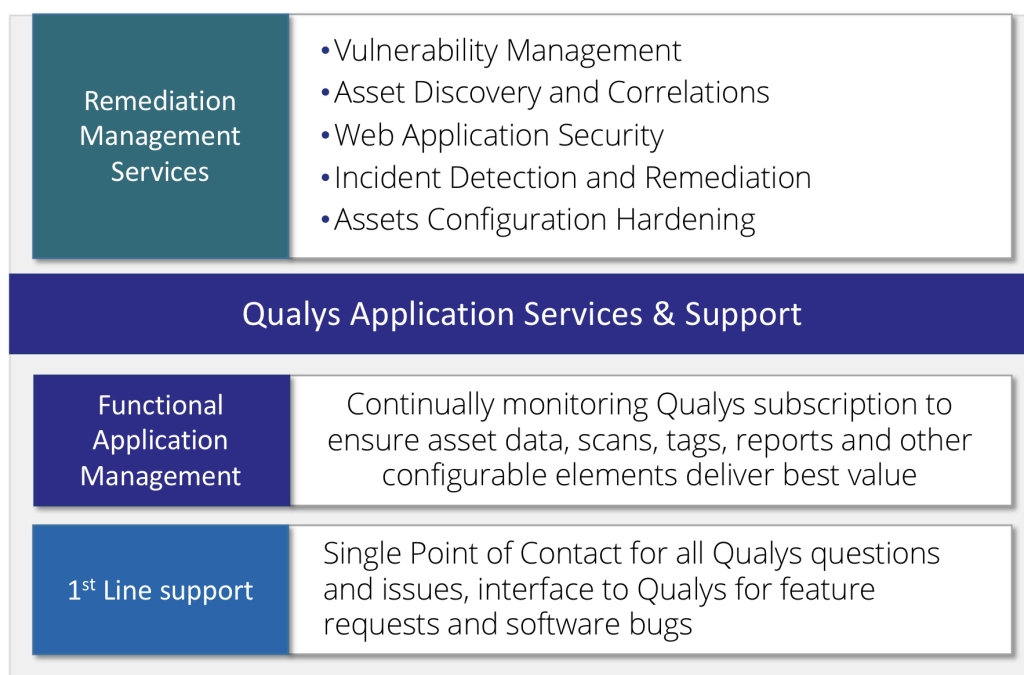 Remediation
Management
Services
•Vulnerability Management
•Asset Discovery and Correlations
•Web Application Security
•Incident Detection and Remediation
•Assets Configuration Hardening
Qualys Application Services & Support
Functional
Application
Management
Continually monitoring Qualys subscription to
ensure asset data, scans, tags, reports and other
configurable elements deliver best value
1st Line support
Single Point of Contact for all Qualys questions
and issues, interface to Qualys for feature
requests and software bugs